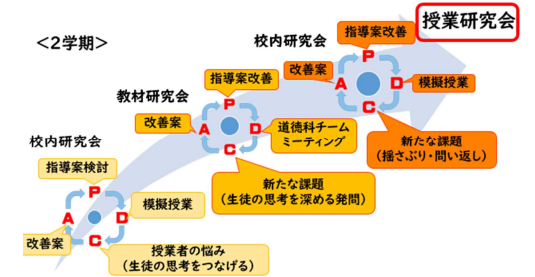 授業研究会
＜2学期＞
校内研究会
指導案改善
P
改善案
A
D
模擬授業
C
新たな課題
（揺さぶり・問い返し）
教材研究会
指導案改善
P
改善案
A
D
道徳科チーム
ミーティング
C
新たな課題
（生徒の思考を深める発問）
校内研究会
指導案検討
P
模擬授業
A
D
改善案
C
授業者の悩み
（生徒の思考をつなげる）